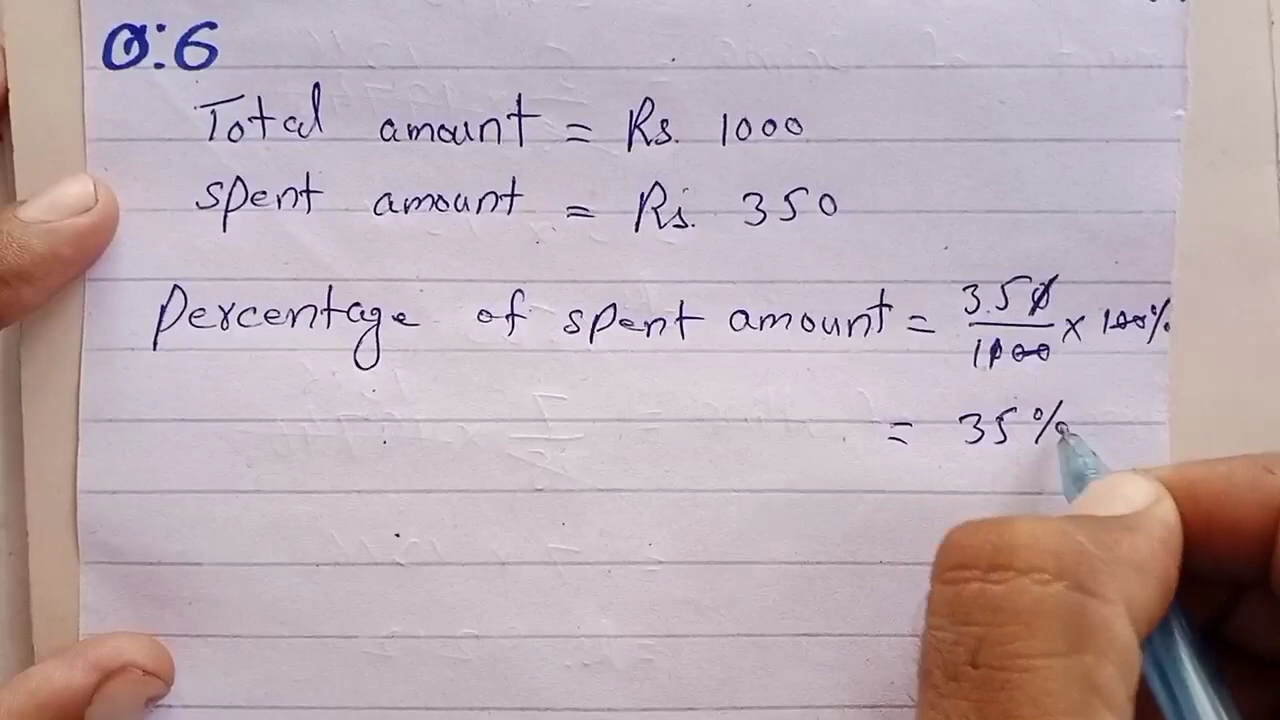 Q:6
Total amount = Rs. 1000
spent amount = Rs. 350
Percentage of spent amount = 350/1000 × 100%
= 35%